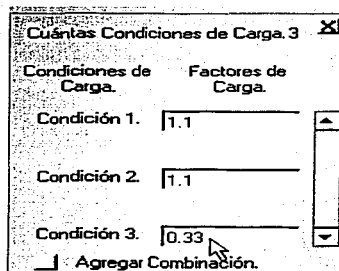 Cuántas Condiciones de Carga. 3
Condiciones de Carga. Factores de Carga.
Condición 1. 1.1
Condición 2. 1.1
Condición 3. 0.33
Agregar Combinación.